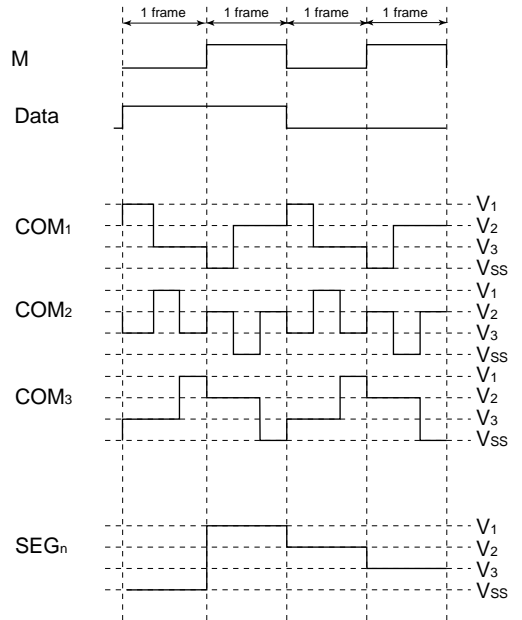 1 frame 1 frame 1 frame 1 frame
M
Data
V1
COM1 V2
V3
VSS
V1
COM2 V2
V3
VSS
V1
COM3 V2
V3
VSS
V1
SEGn V2
V3
VSS